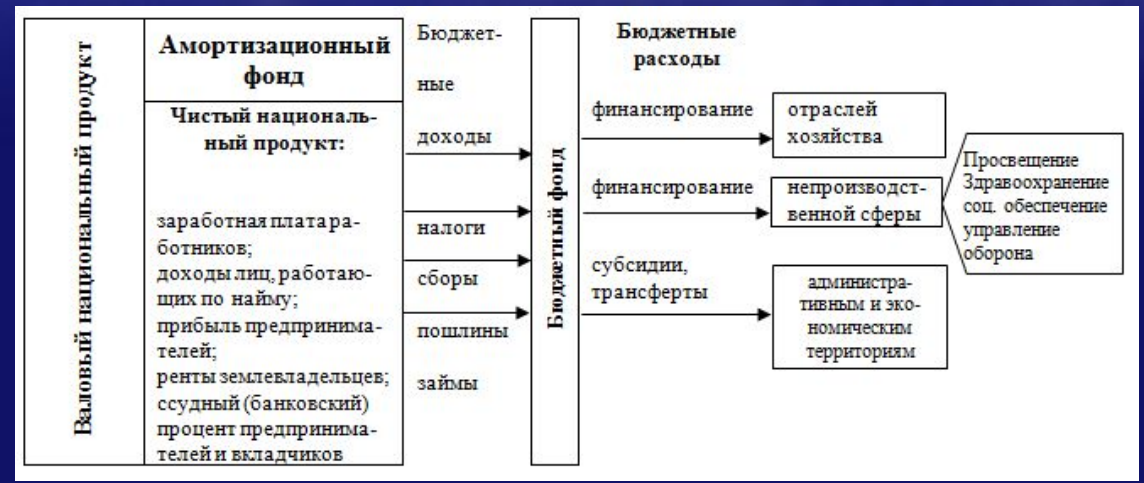 Валовый национальный продукт
Амортизационный
фонд
Чистый националь-
ный продукт:
заработная плата ра-
ботников;
доходы лиц, работаю-
щих по найму;
прибыль предпринима-
телей;
ренты землевладельцев;
ссудный (банковский)
процент предпринима-
телей и вкладчиков
Бюджет-
ные
доходы
налоги
сборы
пошлины
займы
Бюджетный фонд
Бюджетные
расходы
финансирование
отраслей
хозяйства
финансирование
непроизводст-
венной сферы
Просвещение
Здравоохранение
соц. обеспечение
управление
оборона
субсидии,
трансферты
администра-
тивным и эко-
номическим
территориям